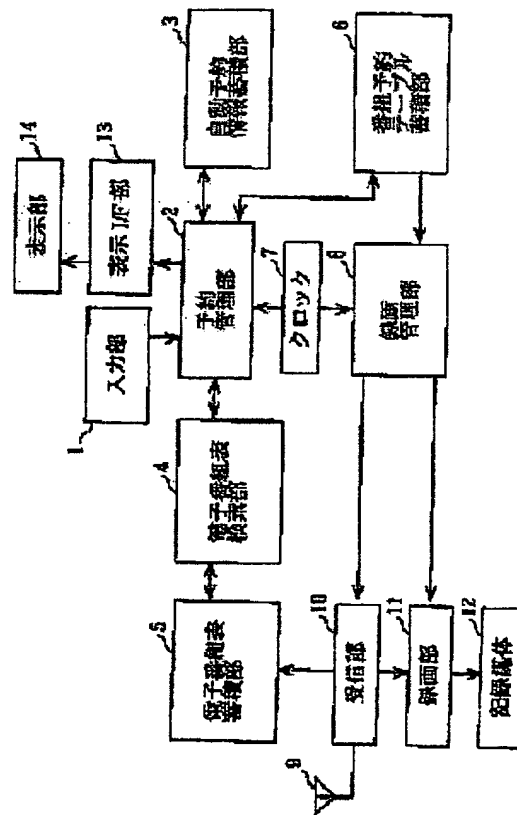 14
表示部
13
表示 I/F 部
1
入力部
2
予約
管理部
3
自動予約
情報蓄積部
4
電子番組表
検索部
5
電子番組表
蓄積部
6
番組予約
テーブル
蓄積部
7
クロック
8
録画
管理部
9
10
受信部
11
録画部
12
記録媒体